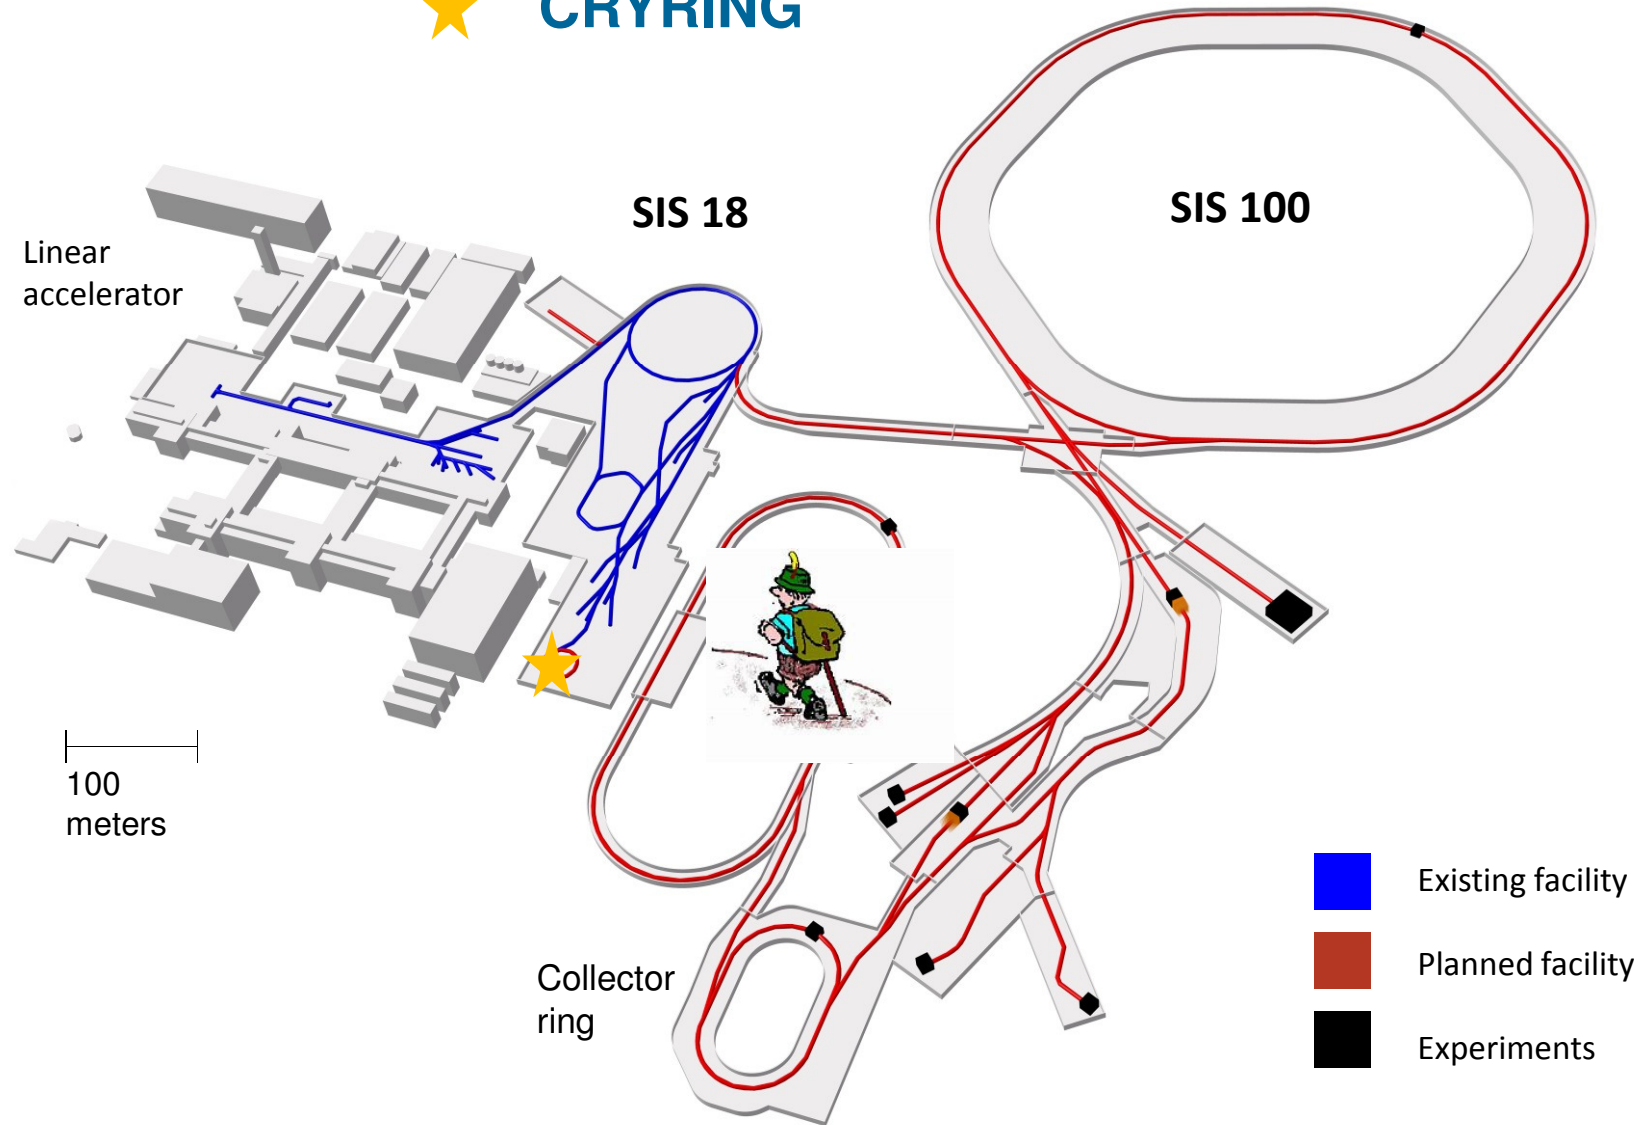 CRYRING
SIS 18
SIS 100
Linear
accelerator
100
meters
Collector
ring
Existing facility
Planned facility
Experiments